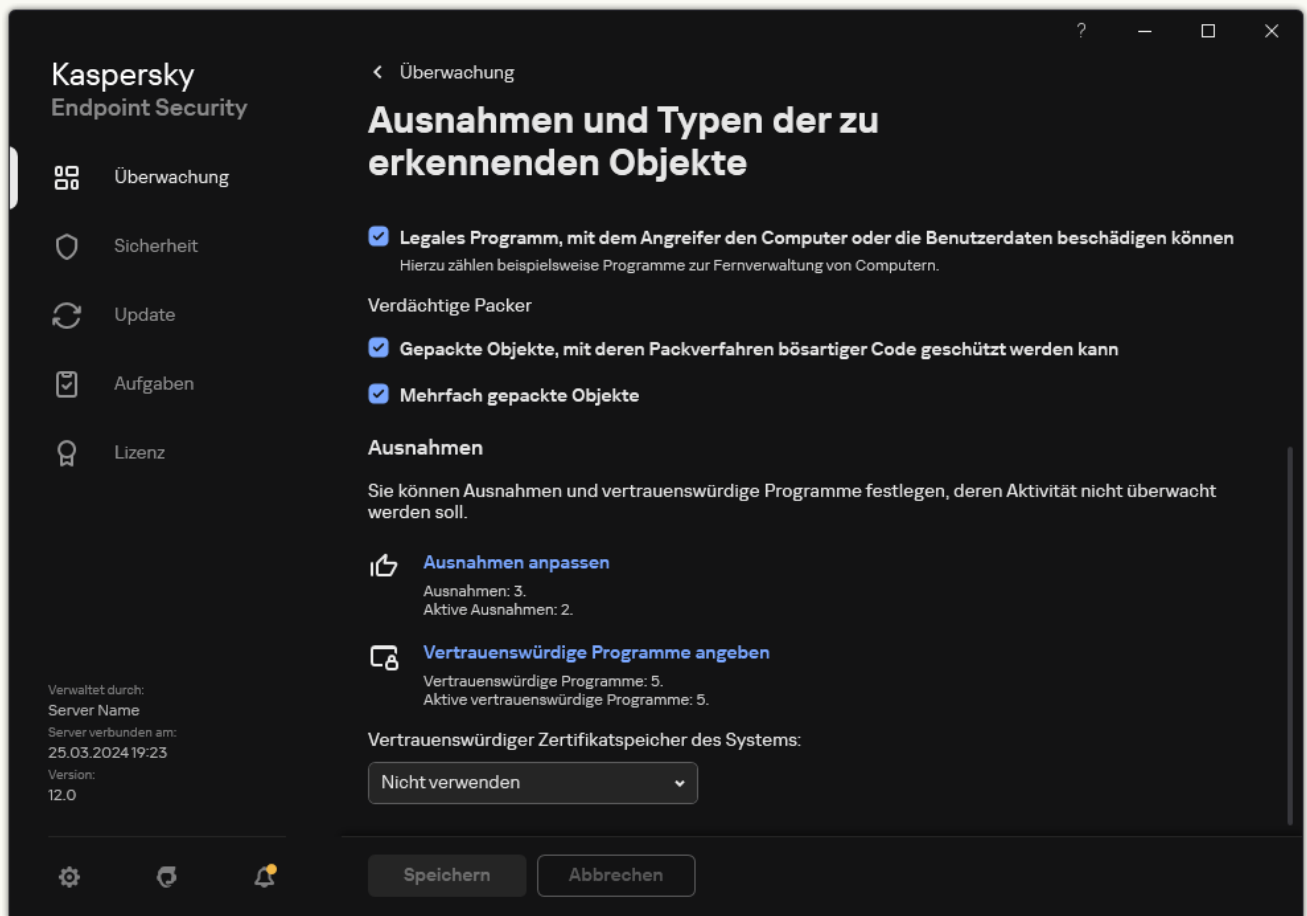 ?
Kaspersky
Endpoint Security
Überwachung
Sicherheit
Update
Aufgaben
Lizenz
Verwaltet durch:
Server Name
Server verbunden am:
25.03.2024 19:23
Version:
12.0
Überwachung
Ausnahmen und Typen der zu
erkennenden Objekte
Legales Programm, mit dem Angreifer den Computer oder die Benutzerdaten beschädigen können
Hierzu zählen beispielsweise Programme zur Fernverwaltung von Computern.
Verdächtige Packer
Gepackte Objekte, mit deren Packverfahren bösartiger Code geschützt werden kann
Mehrfach gepackte Objekte
Ausnahmen
Sie können Ausnahmen und vertrauenswürdige Programme festlegen, deren Aktivität nicht überwacht
werden soll.
Ausnahmen anpassen
Ausnahmen: 3.
Aktive Ausnahmen: 2.
Vertrauenswürdige Programme angeben
Vertrauenswürdige Programme: 5.
Aktive vertrauenswürdige Programme: 5.
Vertrauenswürdiger Zertifikatspeicher des Systems:
Nicht verwenden
Speichern
Abbrechen